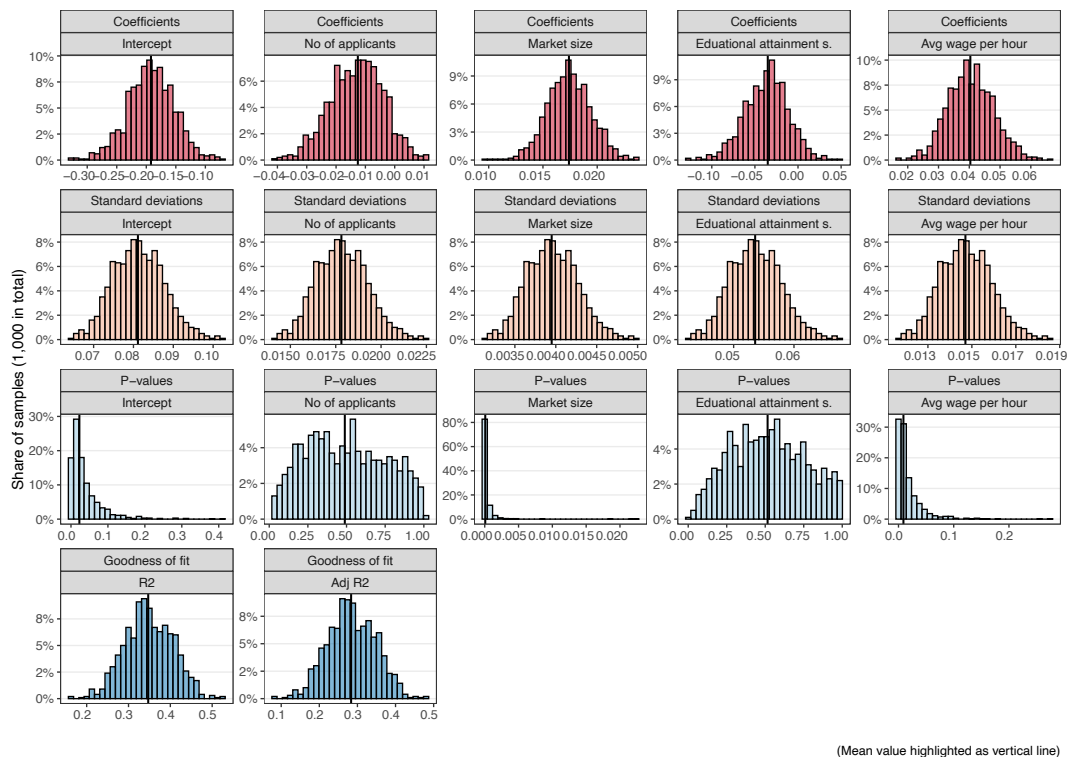 Coefficients Coefficients Coefficients Coefficients Coefficients
Intercept No of applicants Market size Eduational attainment s. Avg wage per hour
10%
8%
5%
2%
0%
−0.30 −0.25 −0.20 −0.15 −0.10
6%
4%
2%
0%
−0.04 −0.03 −0.02 −0.01 0.00 0.01
9%
6%
3%
0%
0.010 0.015 0.020
9%
6%
3%
0%
−0.10 −0.05 0.00 0.05
10%
8%
5%
2%
0%
0.02 0.03 0.04 0.05 0.06
Standard deviations Standard deviations Standard deviations Standard deviations Standard deviations
Intercept No of applicants Market size Eduational attainment s. Avg wage per hour
8%
6%
4%
2%
0%
0.07 0.08 0.09 0.10
8%
6%
4%
2%
0%
0.0150 0.0175 0.0200 0.0225
8%
6%
4%
2%
0%
0.0035 0.0040 0.0045 0.0050
8%
6%
4%
2%
0%
0.05 0.06
8%
6%
4%
2%
0%
0.013 0.015 0.017 0.019
Share of samples (1,000 in total)
P−values P−values P−values P−values P−values
Intercept No of applicants Market size Eduational attainment s. Avg wage per hour
30%
20%
10%
0%
0.0 0.1 0.2 0.3 0.4
4%
2%
0%
0.00 0.25 0.50 0.75 1.00
80%
60%
40%
20%
0%
0.000 0.005 0.010 0.015 0.020
4%
2%
0%
0.00 0.25 0.50 0.75 1.00
30%
20%
10%
0%
0.0 0.1 0.2
Goodness of fit Goodness of fit
R2 Adj R2
8%
5%
2%
0%
0.2 0.3 0.4 0.5
8%
5%
2%
0%
0.1 0.2 0.3 0.4 0.5
(Mean value highlighted as vertical line)